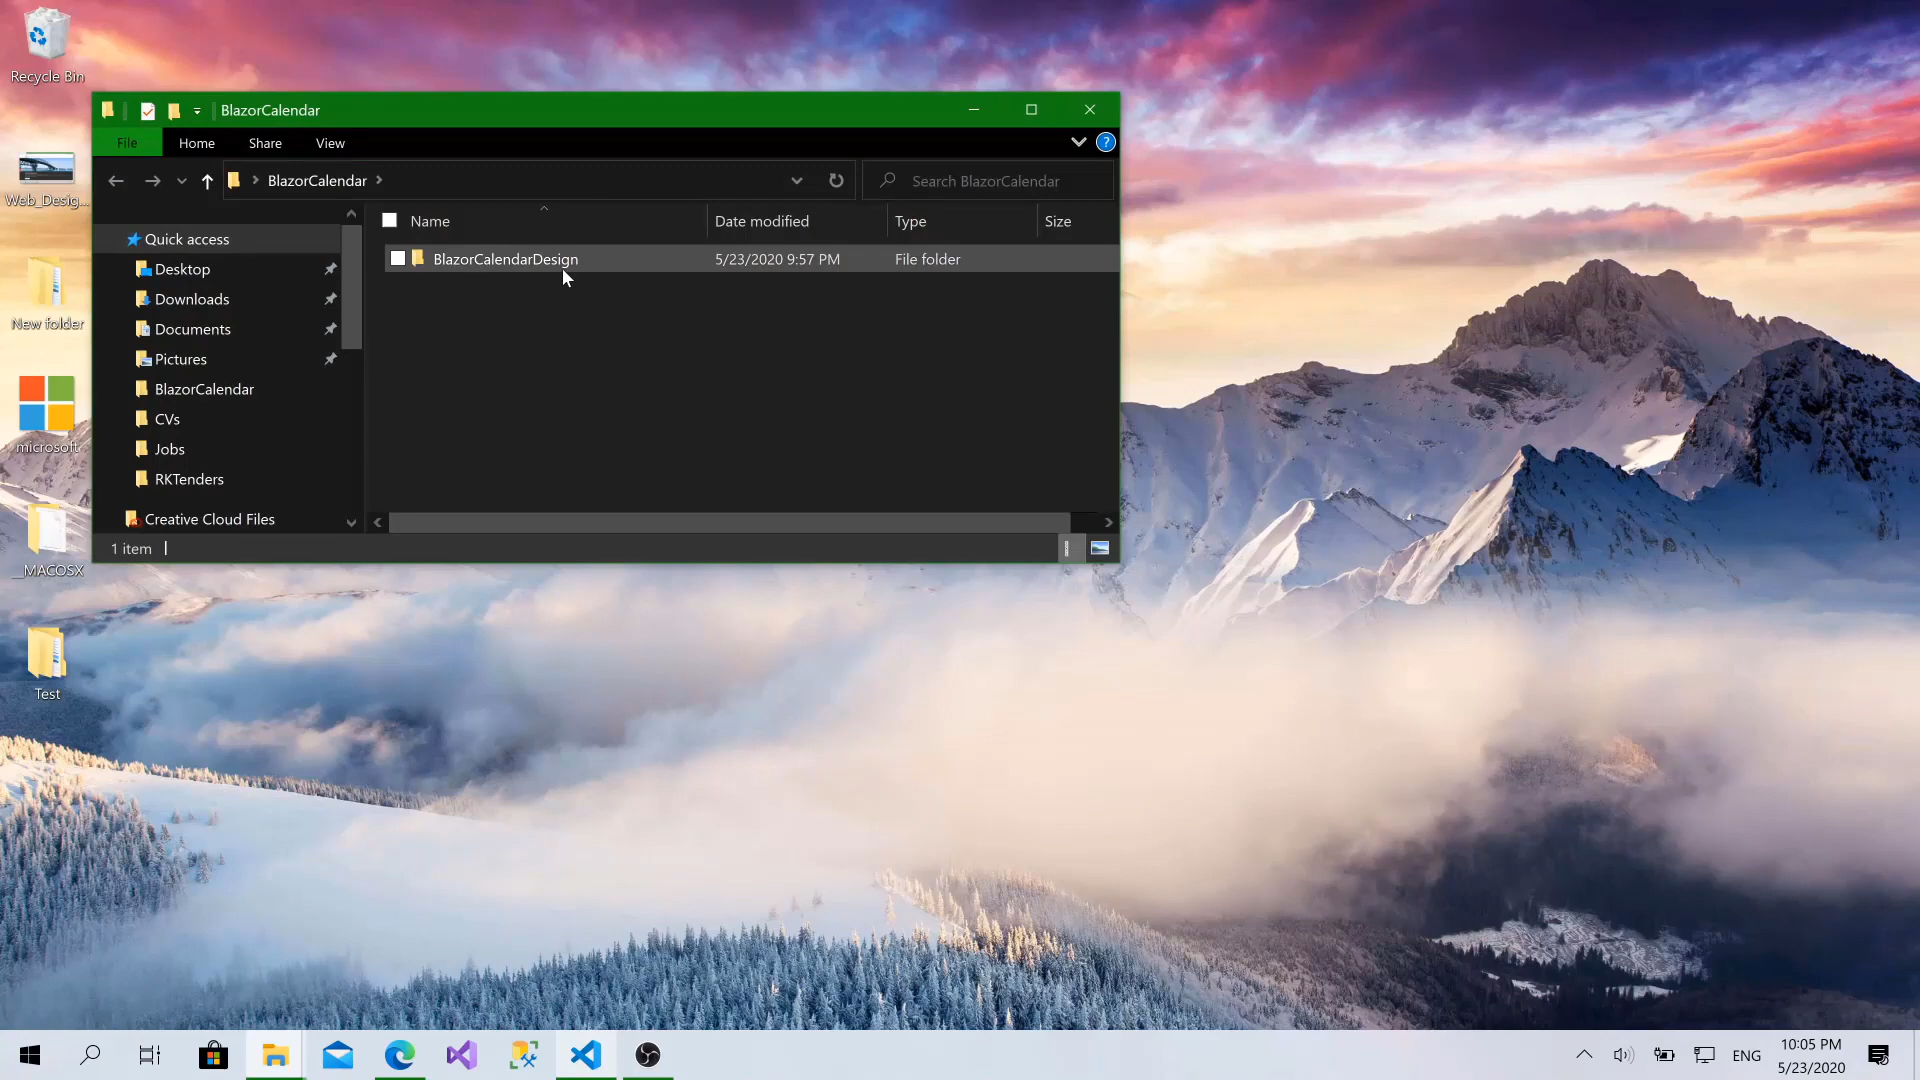 Recycle Bin
Web_Desig...
New folder
microsoft
__MACOSX
Test
BlazorCalendar
File
Home
Share
View
?
BlazorCalendar
Search BlazorCalendar
Name
Date modified
Type
Size
BlazorCalendarDesign
5/23/2020 9:57 PM
File folder
Quick access
Desktop
Downloads
Documents
Pictures
BlazorCalendar
CVs
Jobs
RKTenders
Creative Cloud Files
1 item
ENG
10:05 PM
5/23/2020